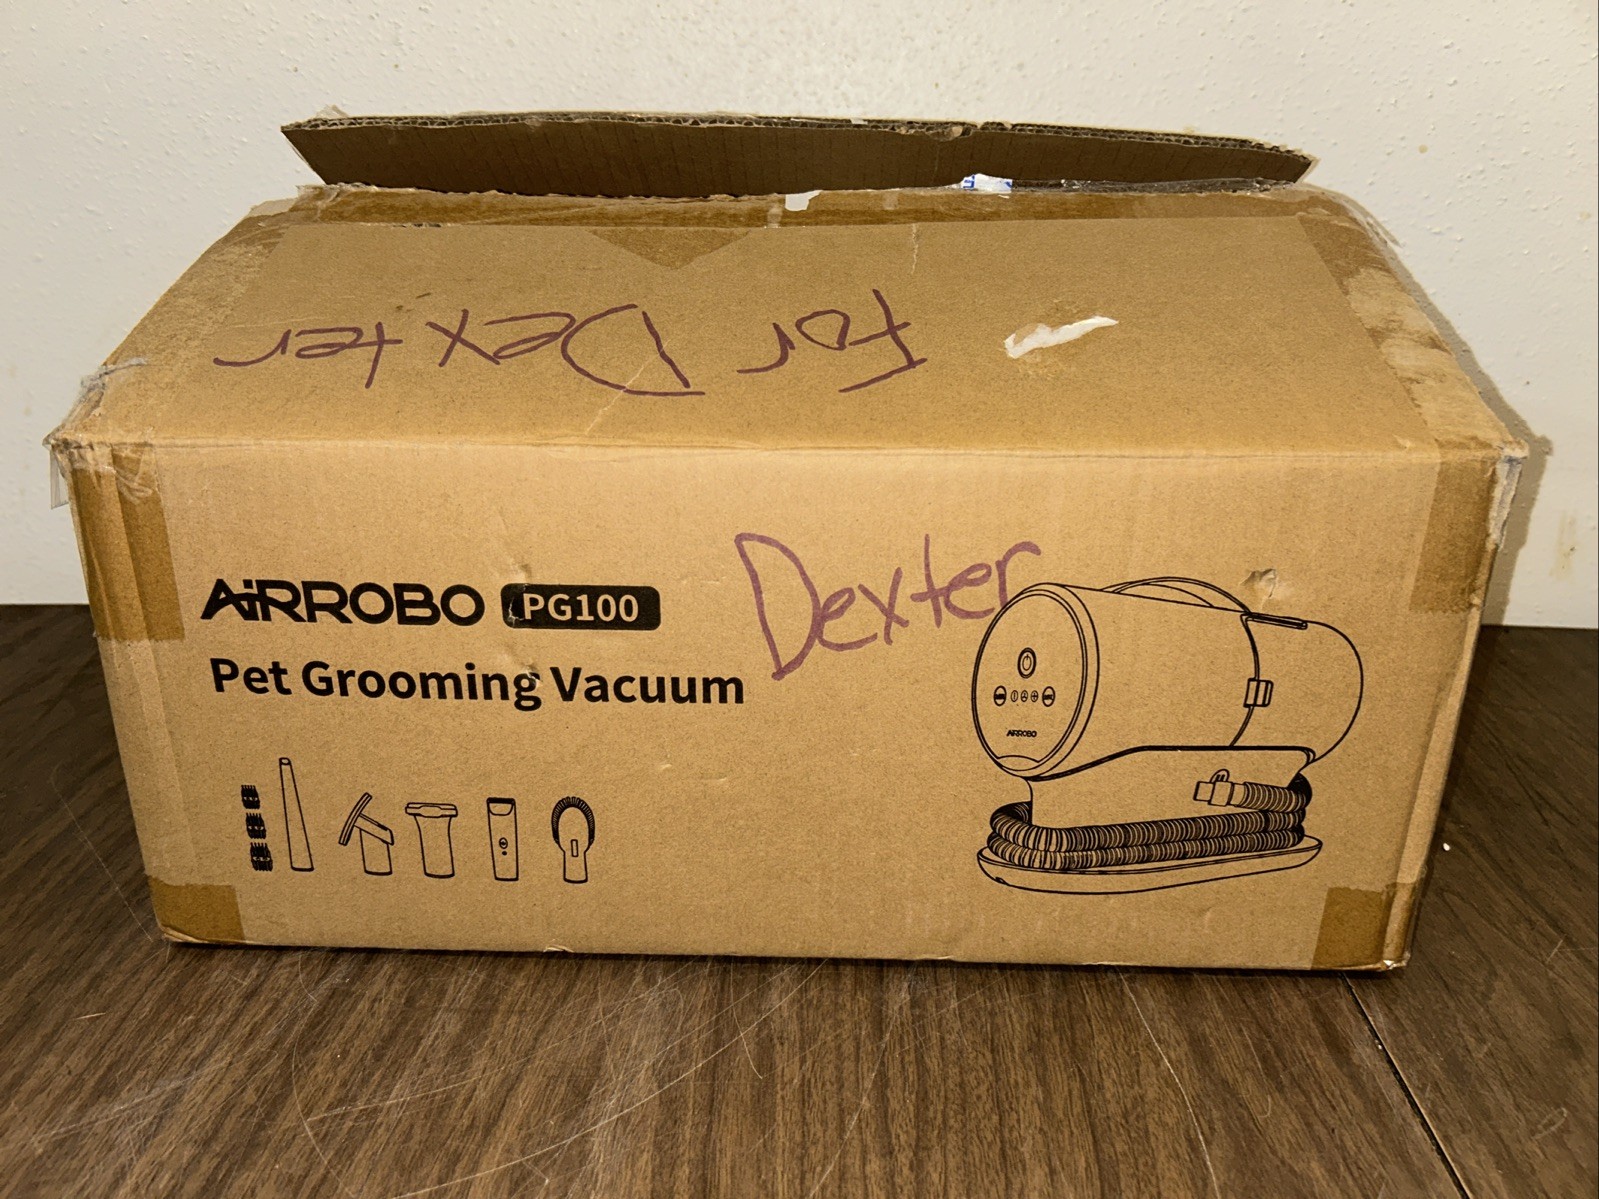 For Dexter
Dexter
AIRROBO PG100
Pet Grooming Vacuum
AIRROBO